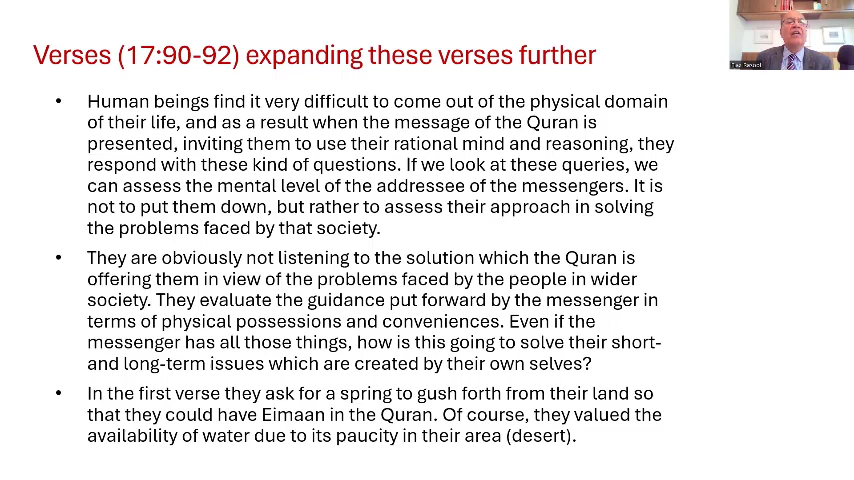 Verses (17:90-92) expanding these verses further
• Human beings find it very difficult to come out of the physical domain
of their life, and as a result when the message of the Quran is
presented, inviting them to use their rational mind and reasoning, they
respond with these kind of questions. If we look at these queries, we
can assess the mental level of the addressee of the messengers. It is
not to put them down, but rather to assess their approach in solving
the problems faced by that society.
• They are obviously not listening to the solution which the Quran is
offering them in view of the problems faced by the people in wider
society. They evaluate the guidance put forward by the messenger in
terms of physical possessions and conveniences. Even if the
messenger has all those things, how is this going to solve their short-
and long-term issues which are created by their own selves?
• In the first verse they ask for a spring to gush forth from their land so
that they could have Eimaan in the Quran. Of course, they valued the
availability of water due to its paucity in their area (desert).